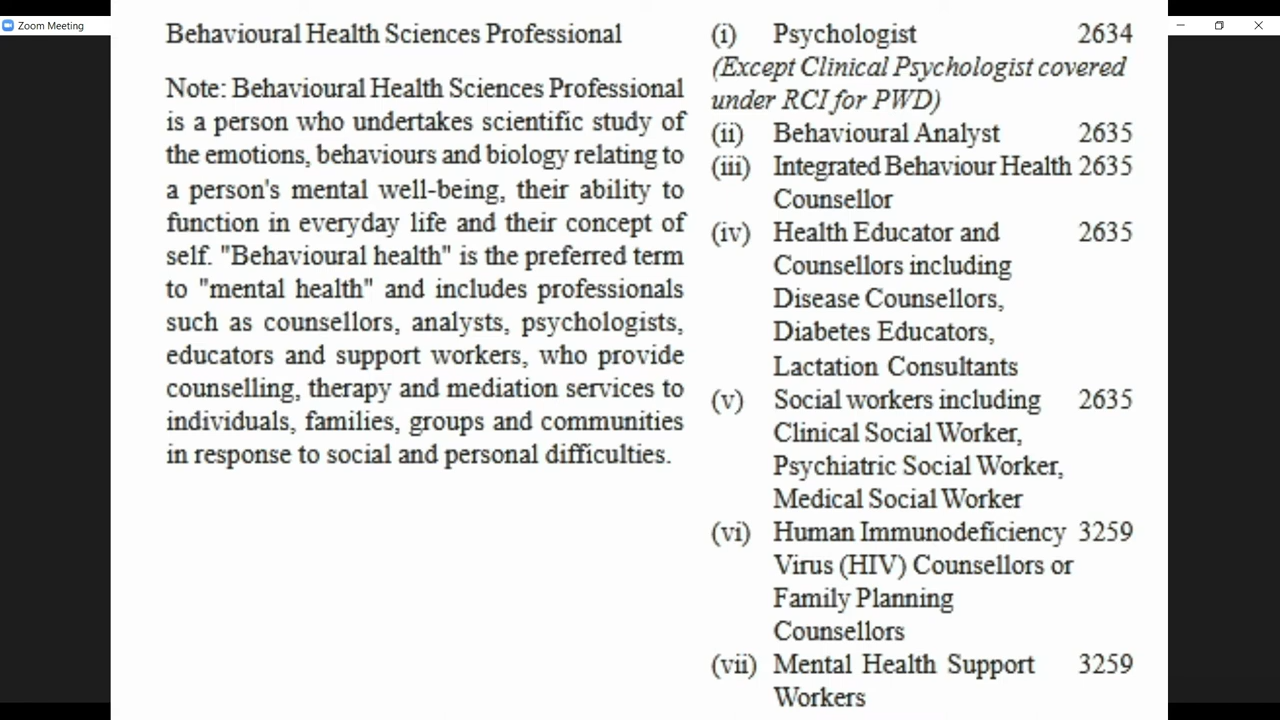 Zoom Meeting
Behavioural Health Sciences Professional
Note: Behavioural Health Sciences Professional
is a person who undertakes scientific study of
the emotions, behaviours and biology relating to
a person's mental well-being, their ability to
function in everyday life and their concept of
self. "Behavioural health" is the preferred term
to "mental health" and includes professionals
such as counsellors, analysts, psychologists,
educators and support workers, who provide
counselling, therapy and mediation services to
individuals, families, groups and communities
in response to social and personal difficulties.
(i) Psychologist 2634
(Except Clinical Psychologist covered
under RCI for PWD)
(ii) Behavioural Analyst 2635
(iii) Integrated Behaviour Health 2635
Counsellor
(iv) Health Educator and 2635
Counsellors including
Disease Counsellors,
Diabetes Educators,
Lactation Consultants
(v) Social workers including 2635
Clinical Social Worker,
Psychiatric Social Worker,
Medical Social Worker
(vi) Human Immunodeficiency 3259
Virus (HIV) Counsellors or
Family Planning
Counsellors
(vii) Mental Health Support 3259
Workers